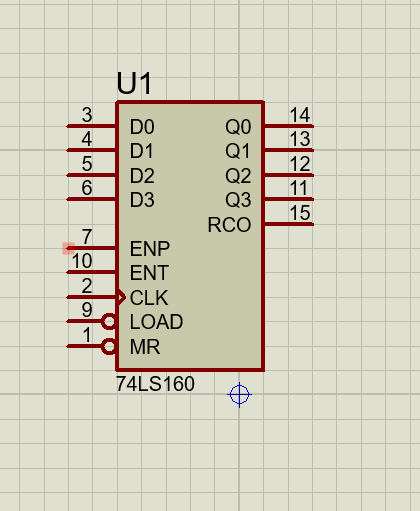 U1
3 D0 Q0 14
4 D1 Q1 13
5 D2 Q2 12
6 D3 Q3 11
RCO 15
7 ENP
10 ENT
2 CLK
9 LOAD
1 MR
74LS160